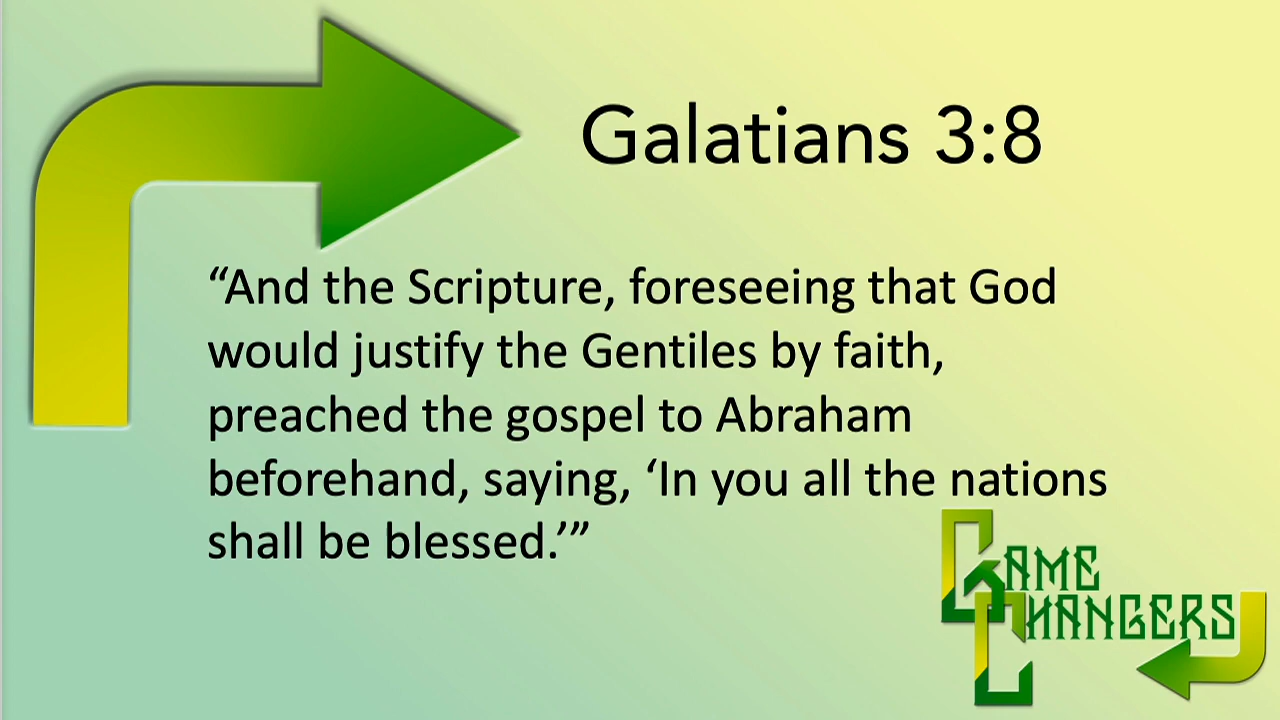 Galatians 3:8
“And the Scripture, foreseeing that God
would justify the Gentiles by faith,
preached the gospel to Abraham
beforehand, saying, ‘In you all the nations
shall be blessed.’”
GAME
CHANGERS